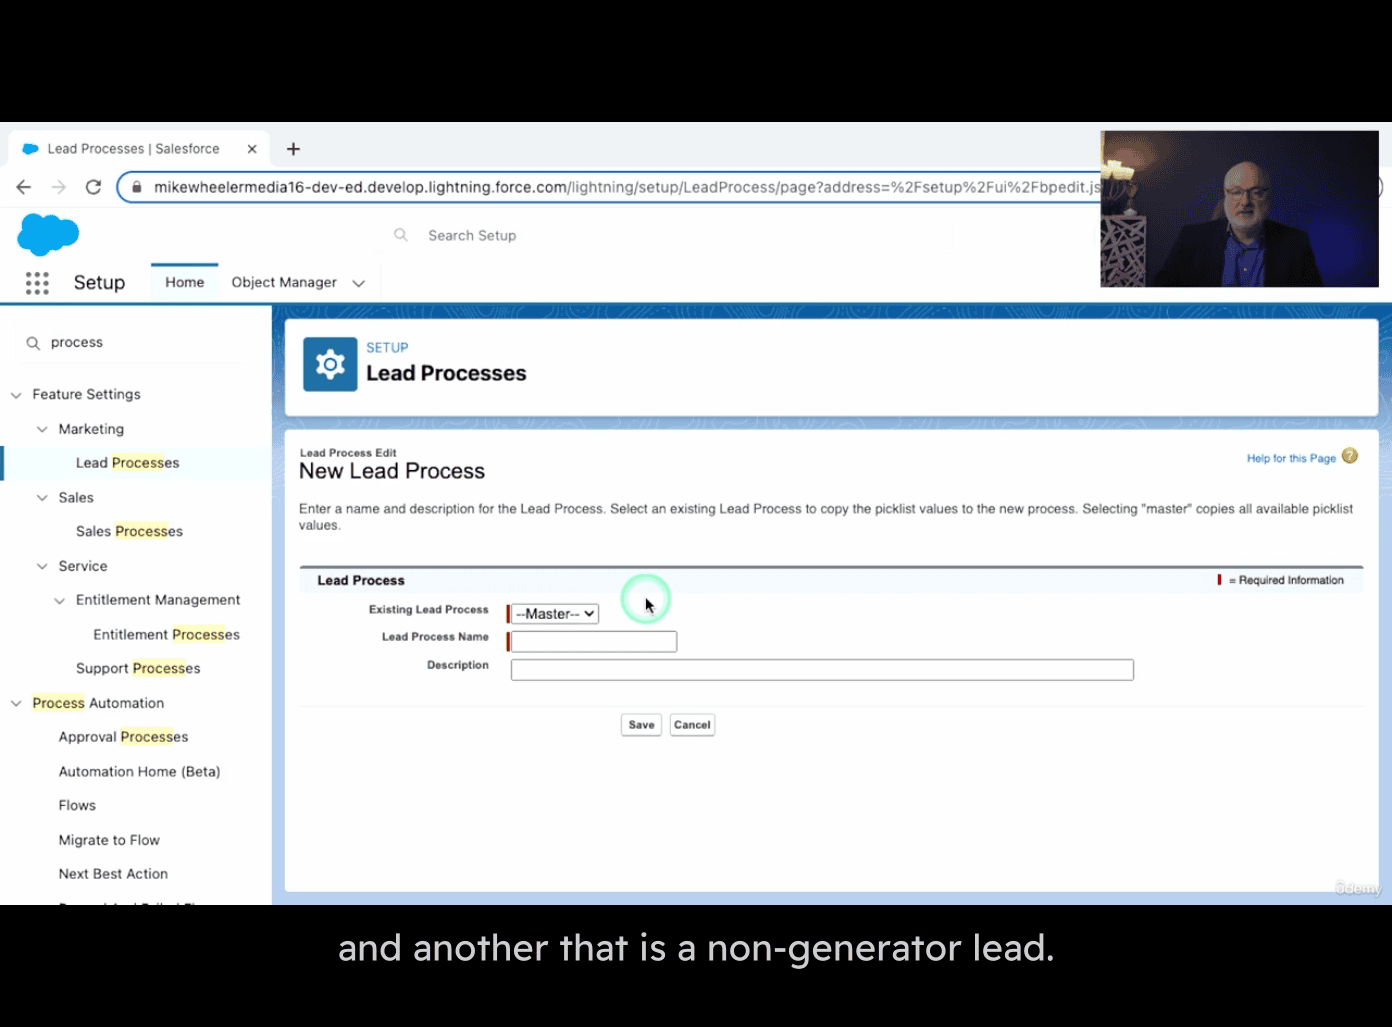 Lead Processes | Salesforce
mikewheelermedia16-dev-ed.develop.lightning.force.com/lightning/setup/LeadProcess/page?address=%2Fsetup%2Fui%2Fbpedit.js
Search Setup
Setup
Home
Object Manager
process
Feature Settings
Marketing
Lead Processes
Sales
Sales Processes
Service
Entitlement Management
Entitlement Processes
Support Processes
Process Automation
Approval Processes
Automation Home (Beta)
Flows
Migrate to Flow
Next Best Action
SETUP
Lead Processes
Lead Process Edit
New Lead Process
Help for this Page
Enter a name and description for the Lead Process. Select an existing Lead Process to copy the picklist values to the new process. Selecting "master" copies all available picklist
values.
Lead Process
= Required Information
Existing Lead Process
--Master--
Lead Process Name
Description
Save
Cancel
ûdemy
and another that is a non-generator lead.